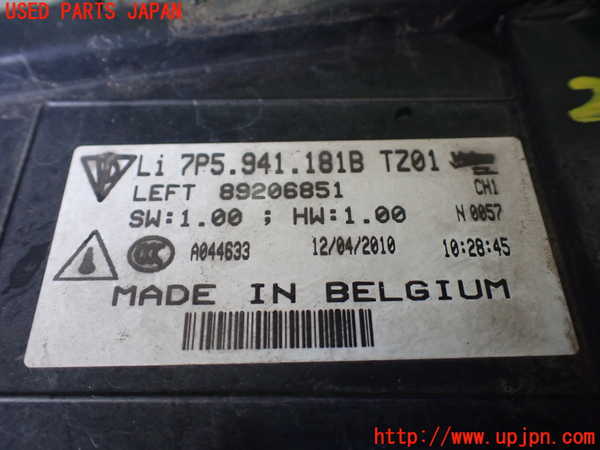 USED PARTS JAPAN
Li 7P5.941.181B TZ01
LEFT 89206851
CH1
SW:1.00 ; HW:1.00
N 0057
A044633 12/04/2010 10:28:45
MADE IN BELGIUM
http://www.upjpn.com/